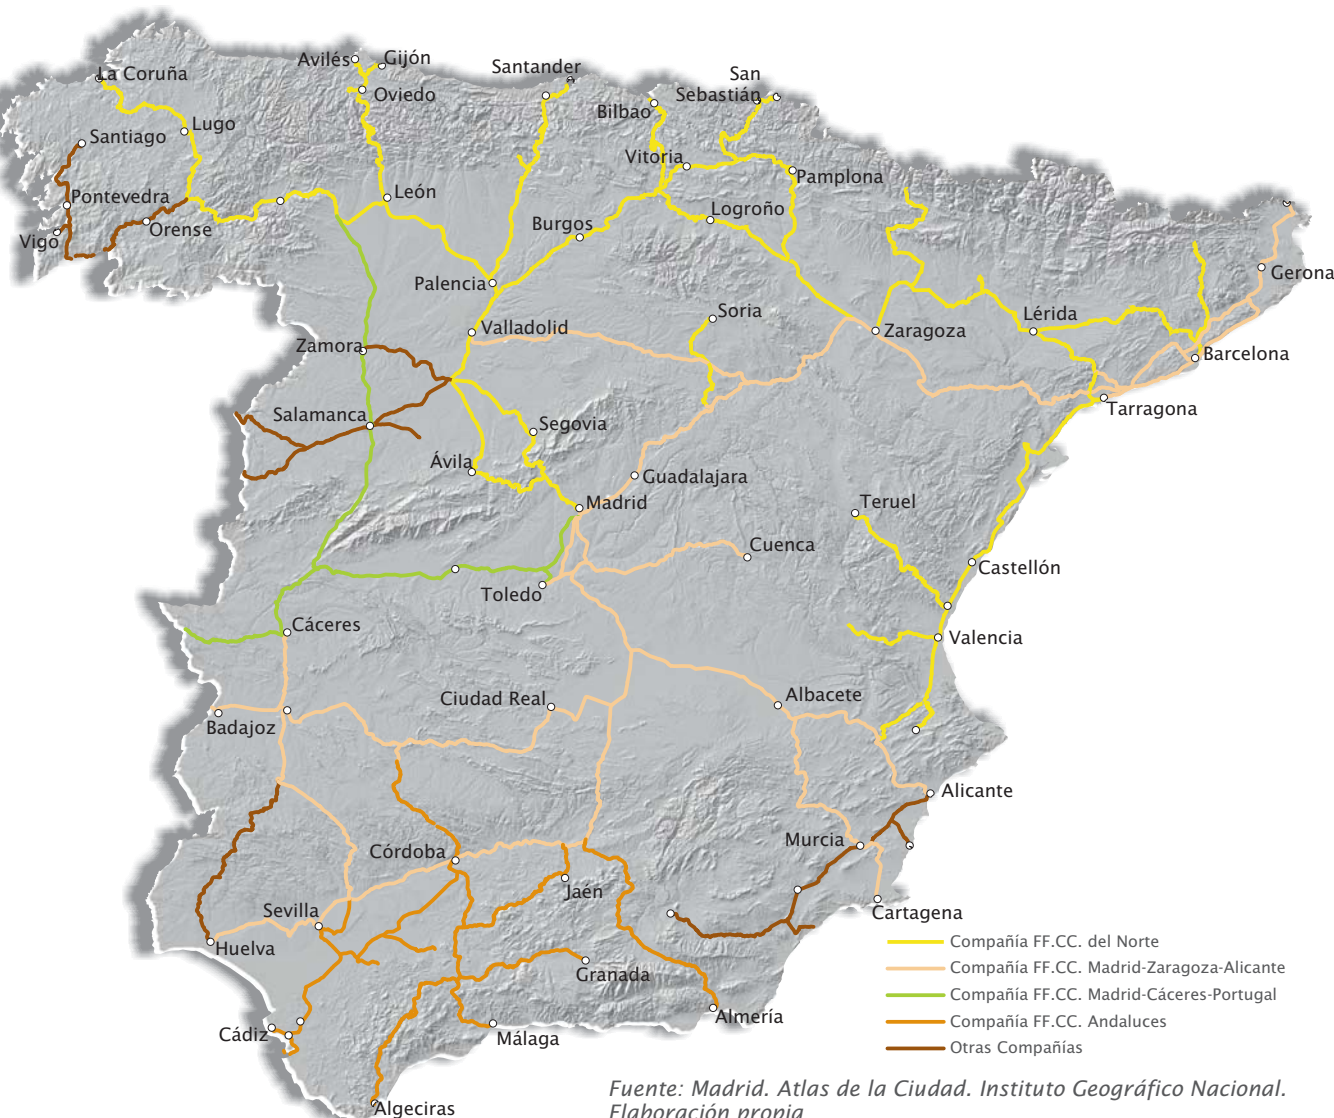 Avilés
Gijón
La Coruña
Oviedo
Santander
San
Sebastián
Bilbao
Lugo
Santiago
Vitoria
Pamplona
León
Pontevedra
Orense
Vigo
Burgos
Logroño
Gerona
Palencia
Soria
Lérida
Valladolid
Zaragoza
Zamora
Barcelona
Salamanca
Tarragona
Segovia
Ávila
Guadalajara
Madrid
Teruel
Cuenca
Castellón
Toledo
Cáceres
Valencia
Ciudad Real
Albacete
Badajoz
Alicante
Murcia
Córdoba
Jaén
Cartagena
Sevilla
Huelva
Granada
Almería
Cádiz
Málaga
Algeciras
Compañía FF.CC. del Norte
Compañía FF.CC. Madrid-Zaragoza-Alicante
Compañía FF.CC. Madrid-Cáceres-Portugal
Compañía FF.CC. Andaluces
Otras Compañías
Fuente: Madrid. Atlas de la Ciudad. Instituto Geográfico Nacional.
Elaboración propia